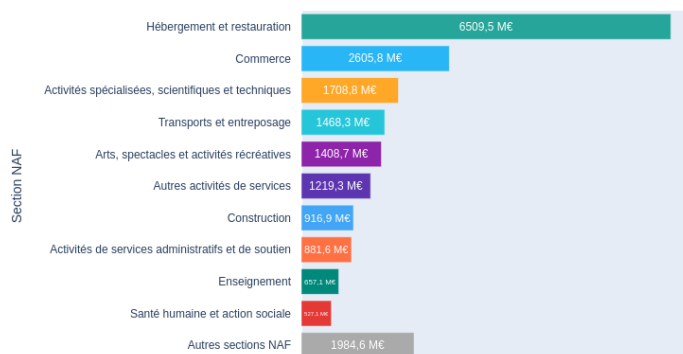 Hébergement et restauration 6509,5 M€
Commerce 2605,8 M€
Activités spécialisées, scientifiques et techniques 1708,8 M€
Transports et entreposage 1468,3 M€
Arts, spectacles et activités récréatives 1408,7 M€
Autres activités de services 1219,3 M€
Section NAF
Construction 916,9 M€
Activités de services administratifs et de soutien 881,6 M€
Enseignement 657,1 M€
Santé humaine et action sociale 527,1 M€
Autres sections NAF 1984,6 M€